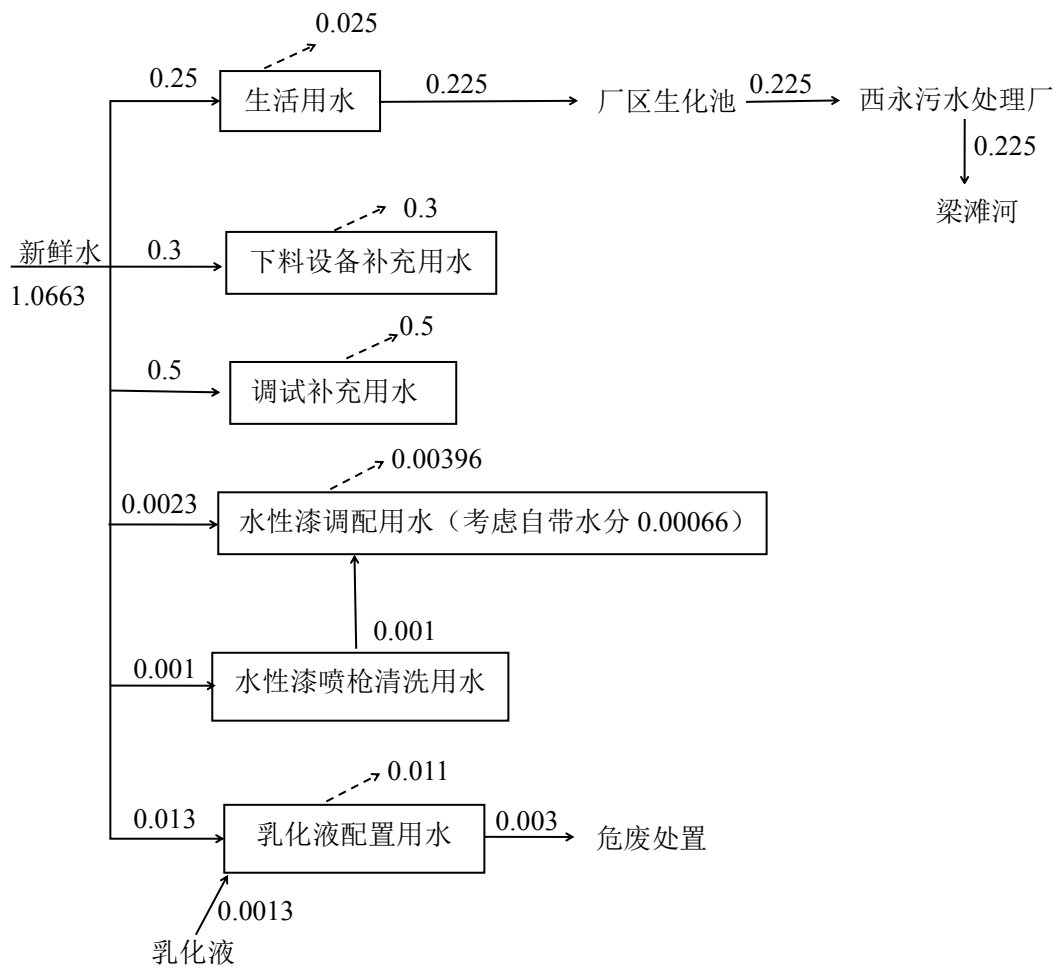 0.025
0.25
生活用水
0.225
厂区生化池
0.225
西永污水处理厂
0.225
梁滩河
0.3
新鲜水
0.3
下料设备补充用水
1.0663
0.5
0.5
调试补充用水
0.00396
0.0023
水性漆调配用水（考虑自带水分 0.00066）
0.001
0.001
水性漆喷枪清洗用水
0.011
0.013
乳化液配置用水
0.003
危废处置
0.0013
乳化液